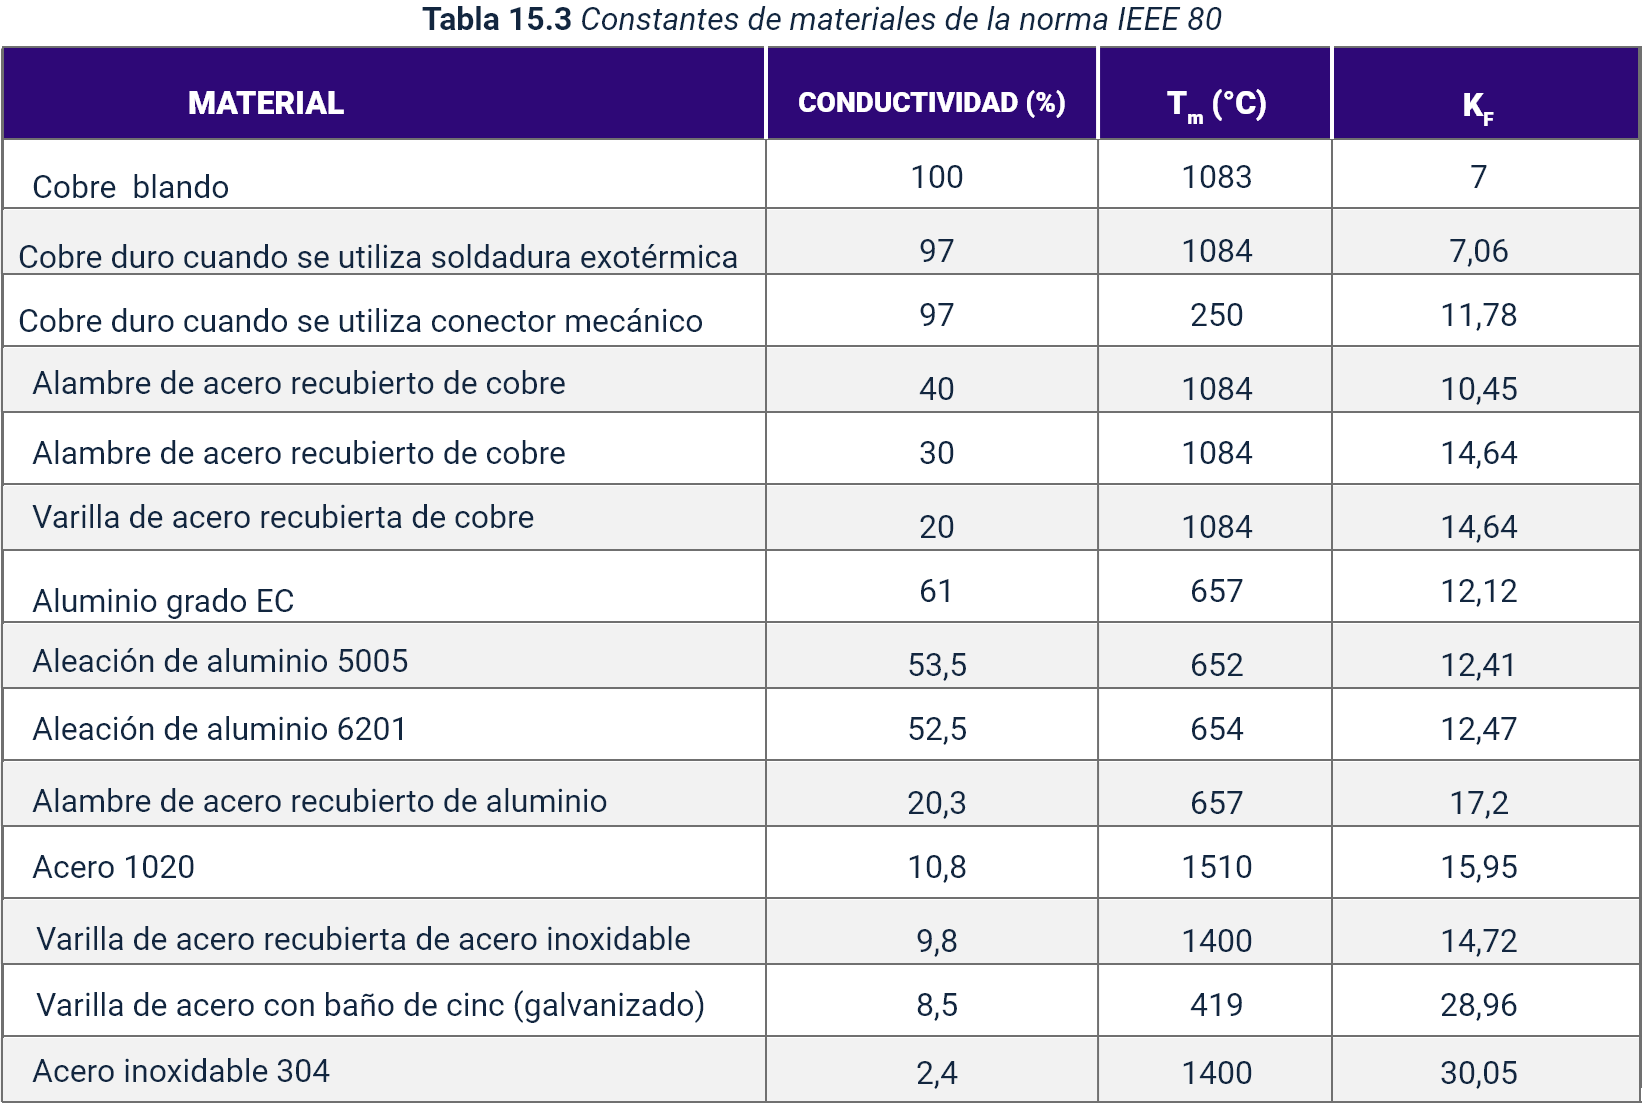 Tabla 15.3 Constantes de materiales de la norma IEEE 80
MATERIAL CONDUCTIVIDAD (%) Tm (°C) KF
Cobre blando 100 1083 7
Cobre duro cuando se utiliza soldadura exotérmica 97 1084 7,06
Cobre duro cuando se utiliza conector mecánico 97 250 11,78
Alambre de acero recubierto de cobre 40 1084 10,45
Alambre de acero recubierto de cobre 30 1084 14,64
Varilla de acero recubierta de cobre 20 1084 14,64
Aluminio grado EC 61 657 12,12
Aleación de aluminio 5005 53,5 652 12,41
Aleación de aluminio 6201 52,5 654 12,47
Alambre de acero recubierto de aluminio 20,3 657 17,2
Acero 1020 10,8 1510 15,95
Varilla de acero recubierta de acero inoxidable 9,8 1400 14,72
Varilla de acero con baño de cinc (galvanizado) 8,5 419 28,96
Acero inoxidable 304 2,4 1400 30,05